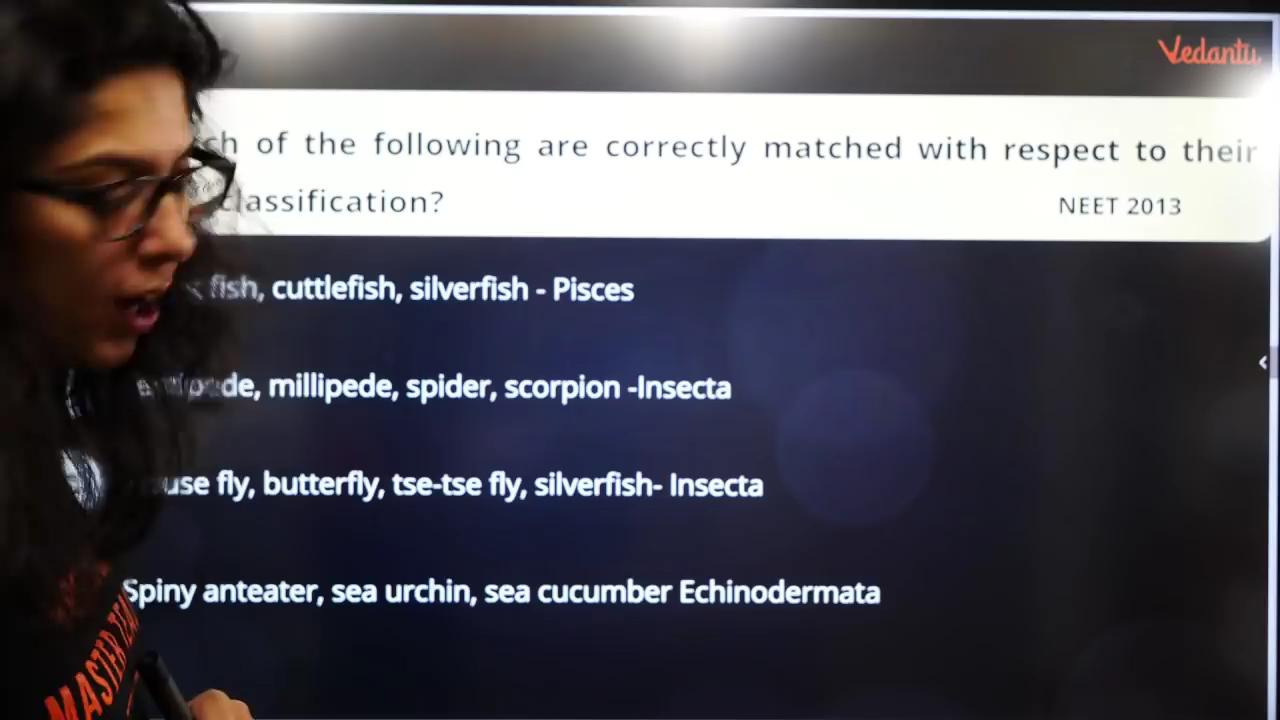 Vedantu
of the following are correctly matched with respect to their
classification?
NEET 2013
fish, cuttlefish, silverfish - Pisces
millipede, spider, scorpion -Insecta
fly, butterfly, tse-tse fly, silverfish- Insecta
Spiny anteater, sea urchin, sea cucumber Echinodermata
MASTER